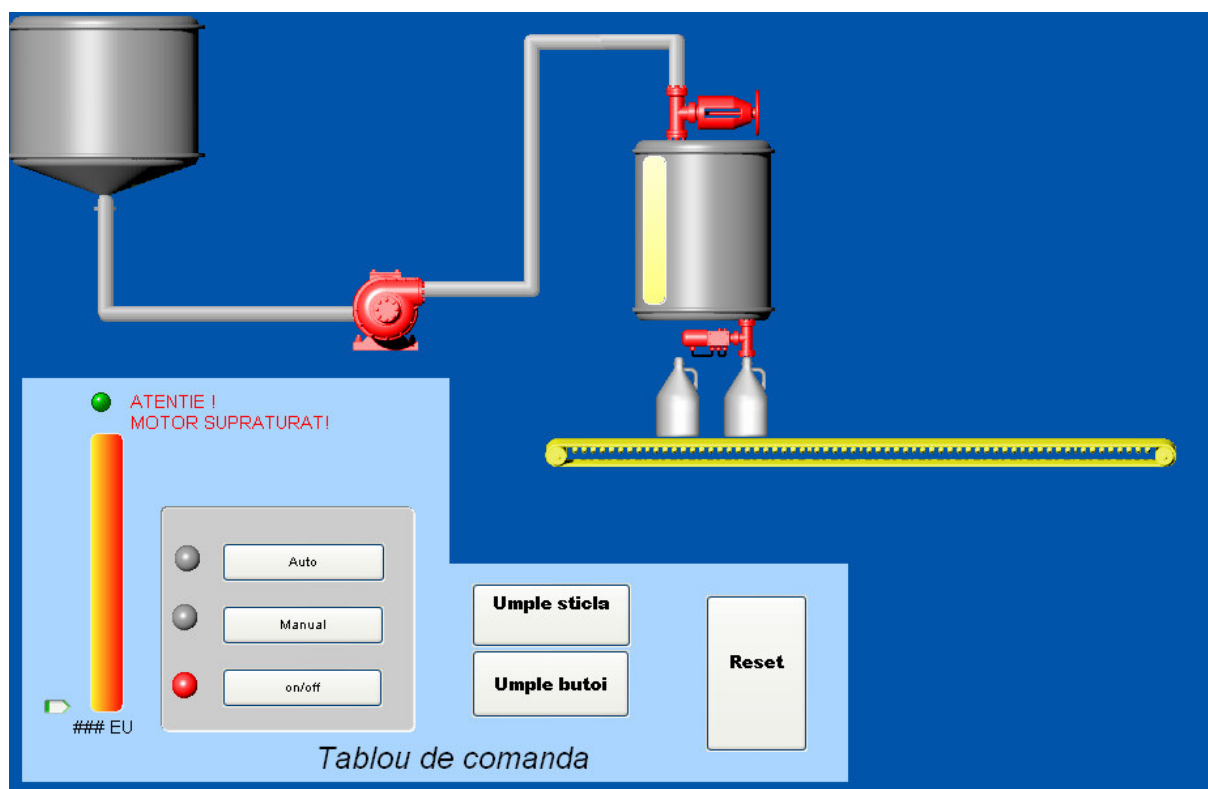 ATENTIE !
MOTOR SUPRATURAT!
Auto
Manual
on/off
### EU
Umple sticla
Umple butoi
Reset
Tablou de comanda